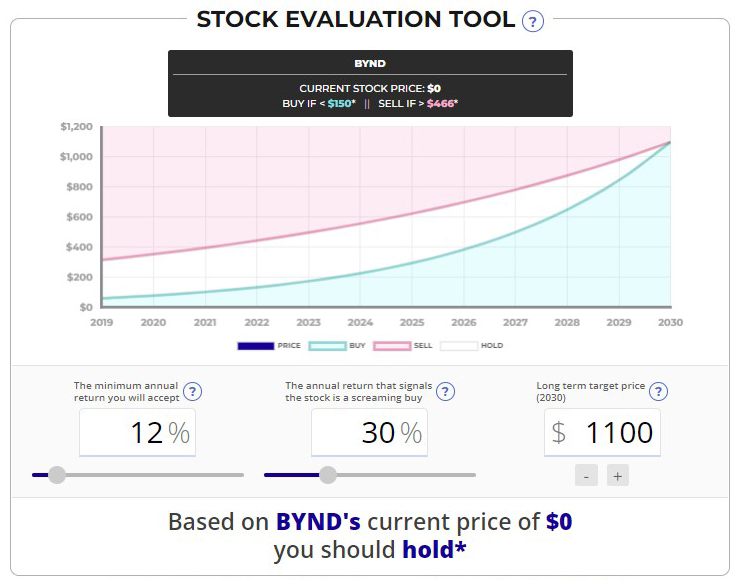 STOCK EVALUATION TOOL ?
BYND
CURRENT STOCK PRICE: $0
BUY IF < $150* || SELL IF > $466*
$1,200
$1,000
$800
$600
$400
$200
$0
2019 2020 2021 2022 2023 2024 2025 2026 2027 2028 2029 2030
PRICE BUY SELL HOLD
The minimum annual
return you will accept ?
12 %
The annual return that signals
the stock is a screaming buy ?
30 %
Long term target price
(2030) ?
$ 1100
- +
Based on BYND's current price of $0
you should hold*